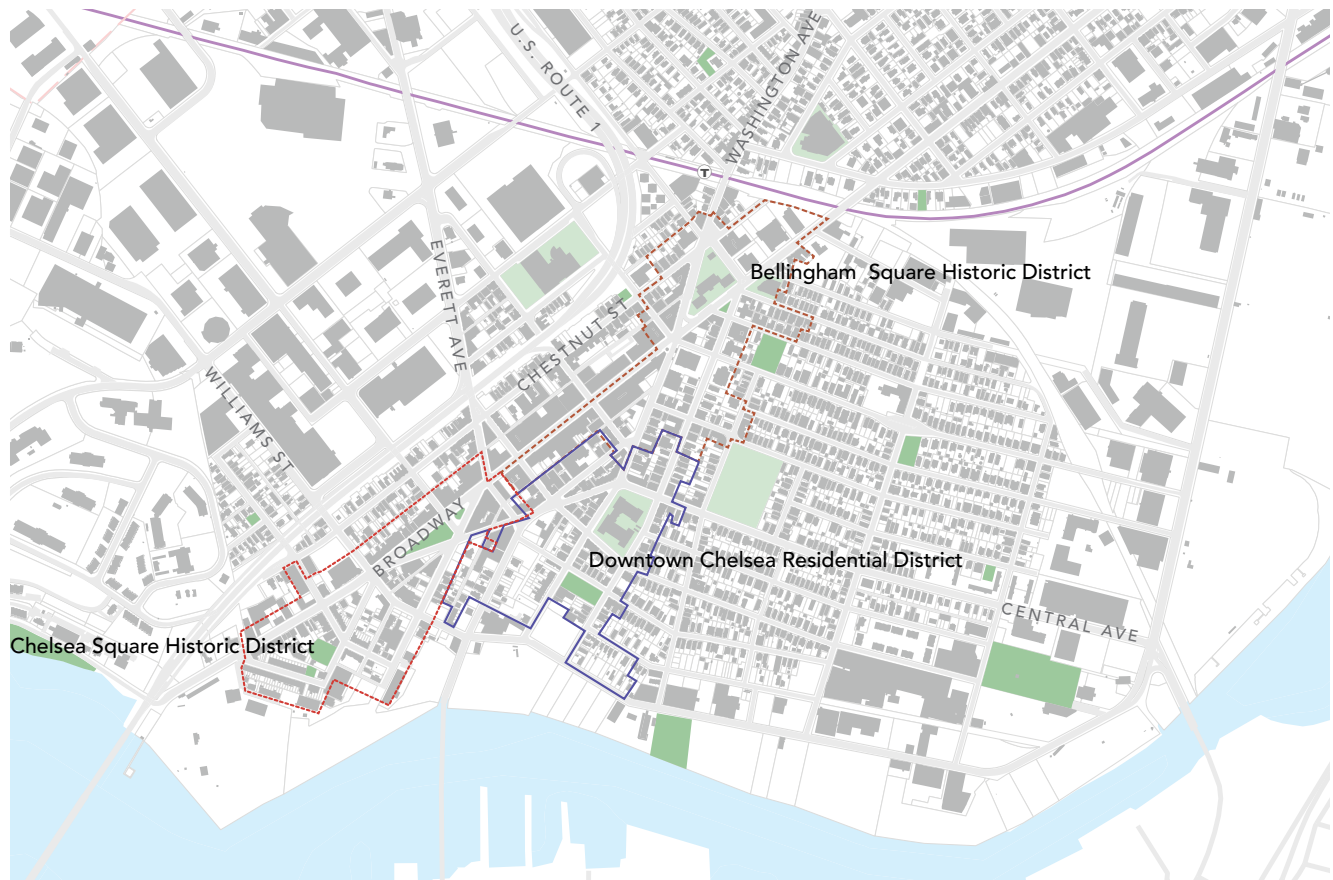 U.S. ROUTE 1
WASHINGTON AVE
T
EVERETT AVE
Bellingham  Square Historic District
CHESTNUT ST
WILLIAMS ST
BROADWAY
Downtown Chelsea Residential District
CENTRAL AVE
Chelsea Square Historic District